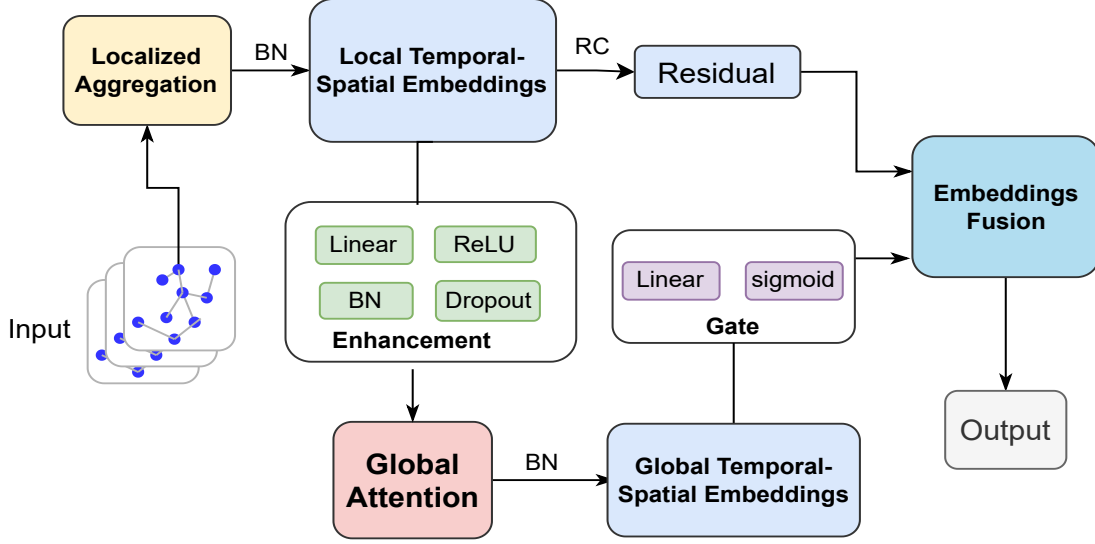 Localized
Aggregation
BN
Local Temporal-
Spatial Embeddings
RC
Residual
Embeddings
Fusion
Linear
ReLU
BN
Dropout
Enhancement
Linear
sigmoid
Gate
Input
Global
Attention
BN
Global Temporal-
Spatial Embeddings
Output